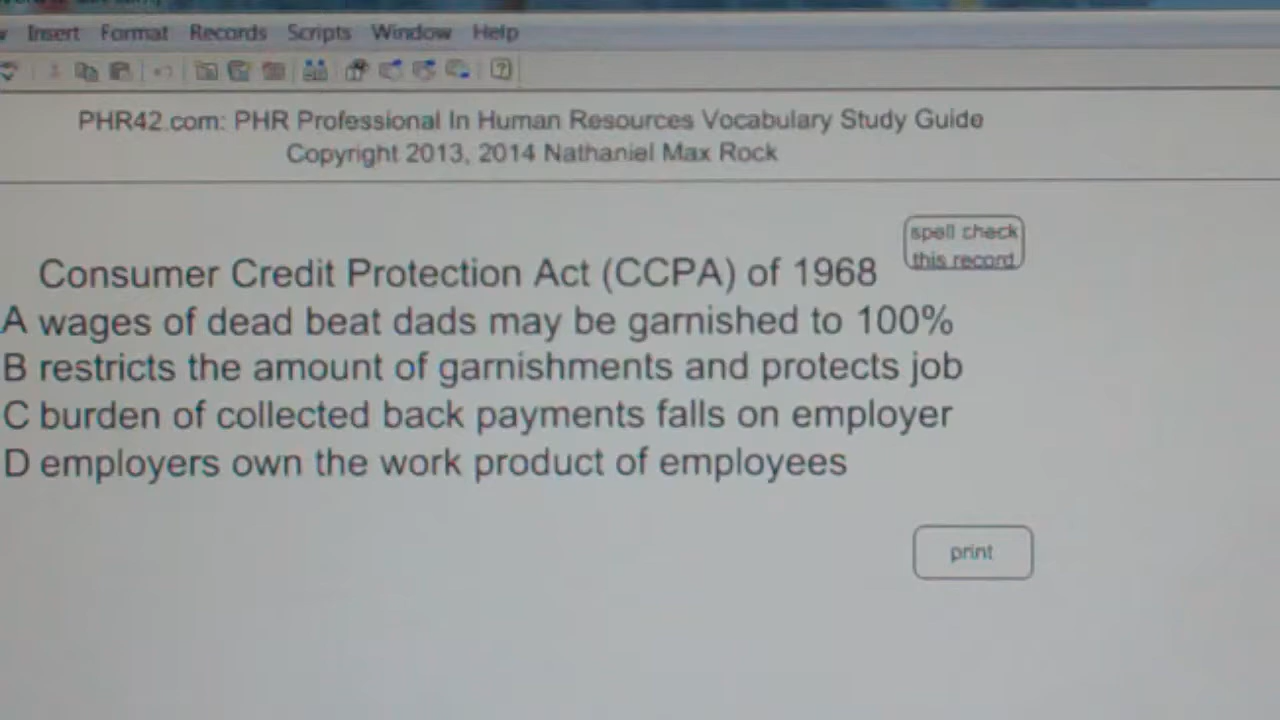 Insert Format Records Scripts Window Help
PHR42.com: PHR Professional In Human Resources Vocabulary Study Guide
Copyright 2013, 2014 Nathaniel Max Rock
spell check
this record
Consumer Credit Protection Act (CCPA) of 1968
A wages of dead beat dads may be garnished to 100%
B restricts the amount of garnishments and protects job
C burden of collected back payments falls on employer
D employers own the work product of employees
print